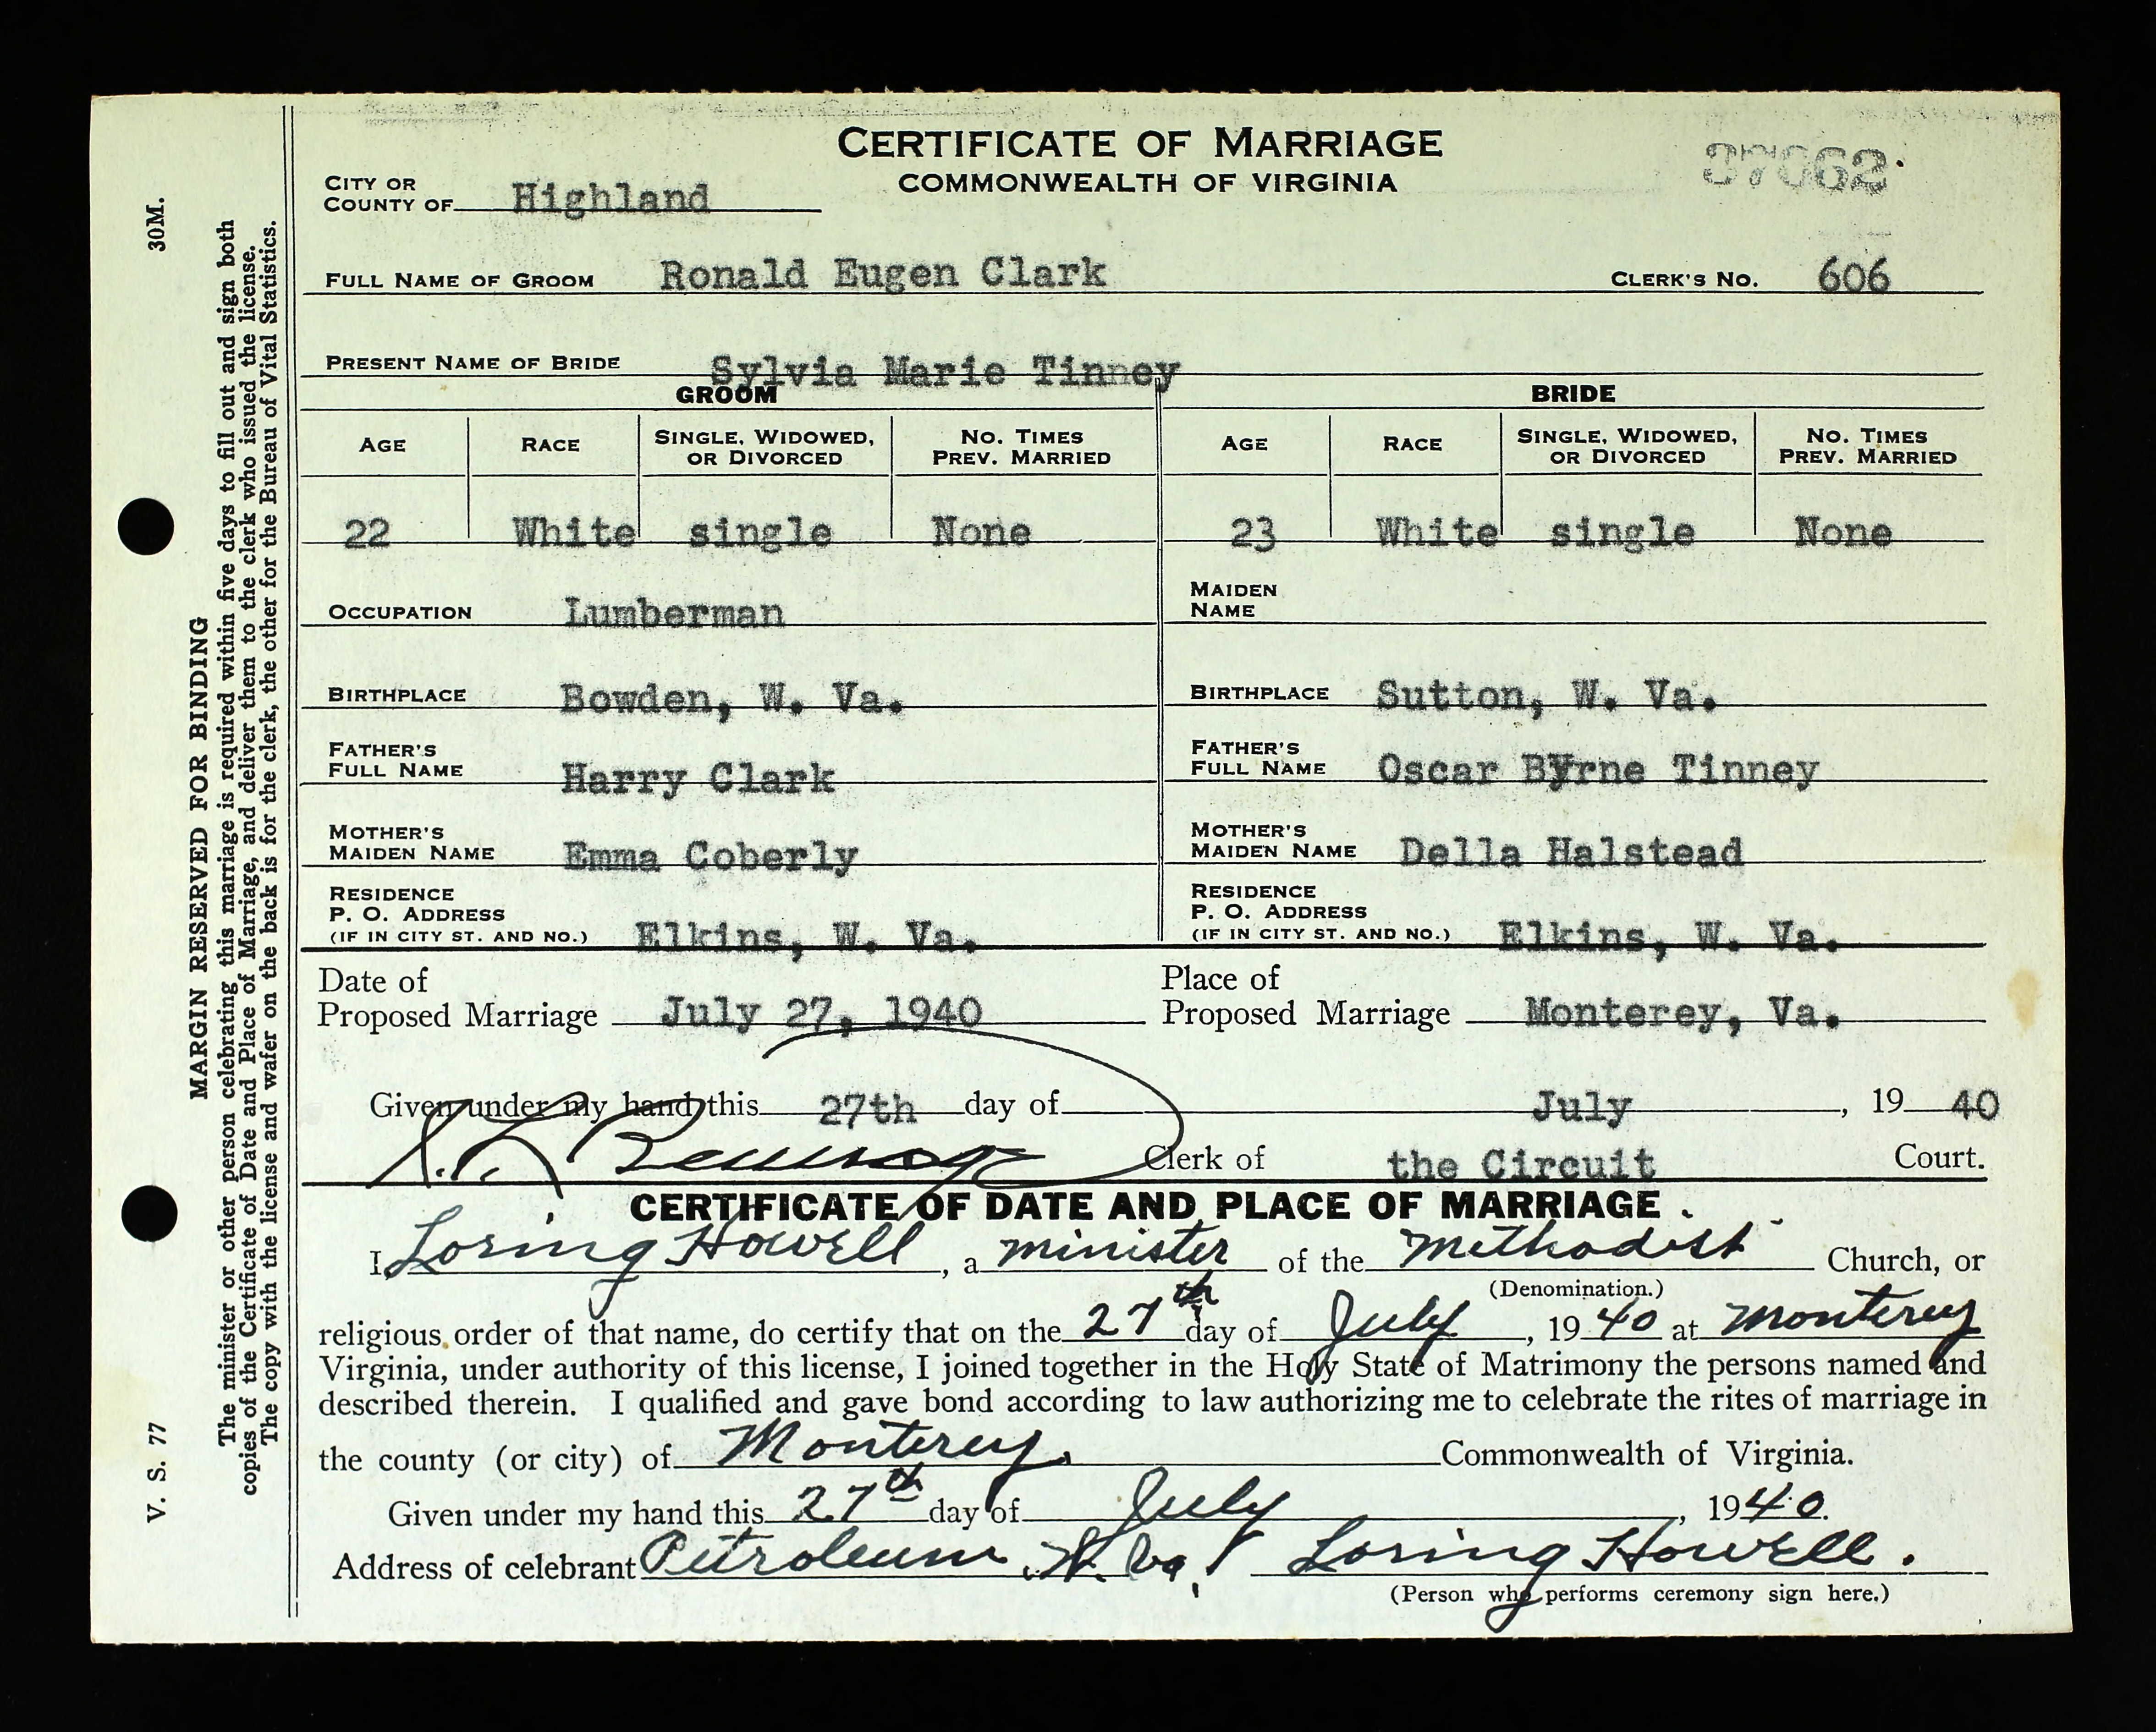 CERTIFICATE OF MARRIAGE
COMMONWEALTH OF VIRGINIA
37062
CITY OR COUNTY OF Highland
FULL NAME OF GROOM Ronald Eugen Clark CLERK'S NO. 606
PRESENT NAME OF BRIDE Sylvia Marie Tinney
GROOM BRIDE
AGE RACE SINGLE, WIDOWED, OR DIVORCED NO. TIMES PREV. MARRIED AGE RACE SINGLE, WIDOWED, OR DIVORCED NO. TIMES PREV. MARRIED
22 White single None 23 White single None
OCCUPATION Lumberman MAIDEN NAME
BIRTHPLACE Bowden, W. Va. BIRTHPLACE Sutton, W. Va.
FATHER'S FULL NAME Harry Clark FATHER'S FULL NAME Oscar Byrne Tinney
MOTHER'S MAIDEN NAME Emma Coberly MOTHER'S MAIDEN NAME Della Halstead
RESIDENCE P. O. ADDRESS (IF IN CITY ST. AND NO.) Elkins, W. Va. RESIDENCE P. O. ADDRESS (IF IN CITY ST. AND NO.) Elkins, W. Va.
Date of Proposed Marriage July 27, 1940 Place of Proposed Marriage Monterey, Va.
Given under my hand this 27th day of July, 1940
Clerk of the Circuit Court.
CERTIFICATE OF DATE AND PLACE OF MARRIAGE.
I, Loring Howell, a minister of the Methodist Church, or
(Denomination.)
religious order of that name, do certify that on the 27th day of July, 1940 at Monterey
Virginia, under authority of this license, I joined together in the Holy State of Matrimony the persons named and
described therein. I qualified and gave bond according to law authorizing me to celebrate the rites of marriage in
the county (or city) of Monterey, Commonwealth of Virginia.
Given under my hand this 27th day of July, 1940.
Address of celebrant Petroleum, W. Va. Loring Howell.
(Person who performs ceremony sign here.)
V. S. 77 30M.
MARGIN RESERVED FOR BINDING
The minister or other person celebrating this marriage is required within five days to fill out and sign both
copies of the Certificate of Date and Place of Marriage, and deliver them to the clerk who issued the license.
The copy with the license and wafer on the back is for the clerk, the other for the Bureau of Vital Statistics.